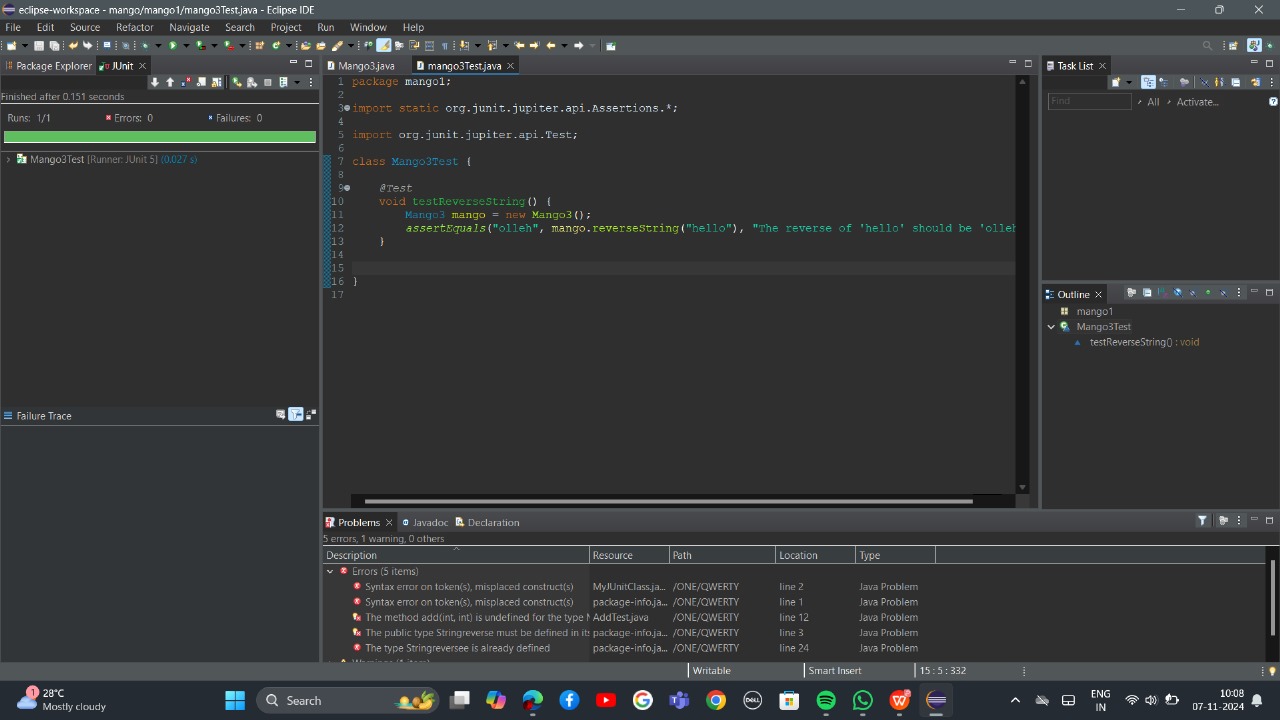 eclipse-workspace - mango/mango1/mango3Test.java - Eclipse IDE
File Edit Source Refactor Navigate Search Project Run Window Help
Package Explorer JUnit
Finished after 0.151 seconds
Runs: 1/1 Errors: 0 Failures: 0
Mango3Test [Runner: JUnit 5] (0.027 s)
Failure Trace
Mango3.java mango3Test.java
1 package mango1;
2
3 import static org.junit.jupiter.api.Assertions.*;
4
5 import org.junit.jupiter.api.Test;
6
7 class Mango3Test {
8
9 @Test
10 void testReverseString() {
11 Mango3 mango = new Mango3();
12 assertEquals("olleh", mango.reverseString("hello"), "The reverse of 'hello' should be 'olleh
13 }
14
15
16 }
17
Task List
Find All Activate...
Outline
mango1
Mango3Test
testReverseString() : void
Problems Javadoc Declaration
5 errors, 1 warning, 0 others
Description Resource Path Location Type
Errors (5 items)
Syntax error on token(s), misplaced construct(s) MyJUnitClass.ja... /ONE/QWERTY line 2 Java Problem
Syntax error on token(s), misplaced construct(s) package-info.ja... /ONE/QWERTY line 1 Java Problem
The method add(int, int) is undefined for the type AddTest.java /ONE/QWERTY line 12 Java Problem
The public type Stringreverse must be defined in its package-info.ja... /ONE/QWERTY line 3 Java Problem
The type Stringreversee is already defined package-info.ja... /ONE/QWERTY line 24 Java Problem
Writable Smart Insert 15 : 5 : 332
1 28°C
Mostly cloudy
Search
DELL
ENG
IN
10:08
07-11-2024